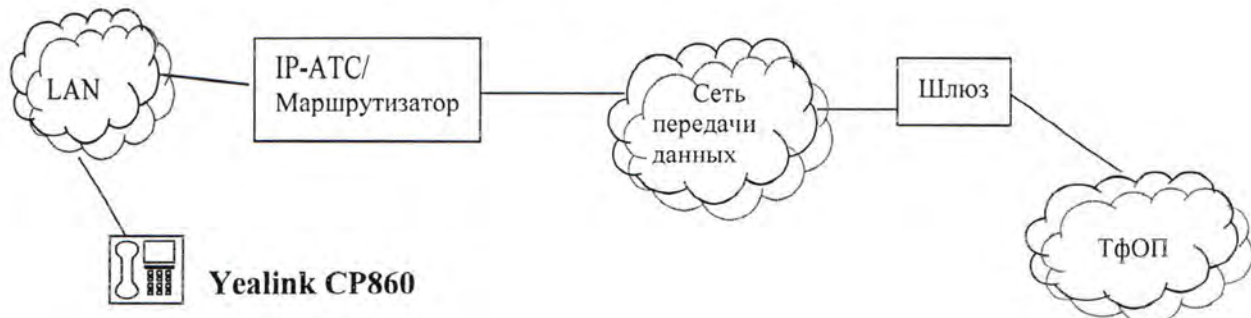 LAN
IP-АТС/
Маршрутизатор
Сеть
передачи
данных
Шлюз
ТфОП
Yealink CP860